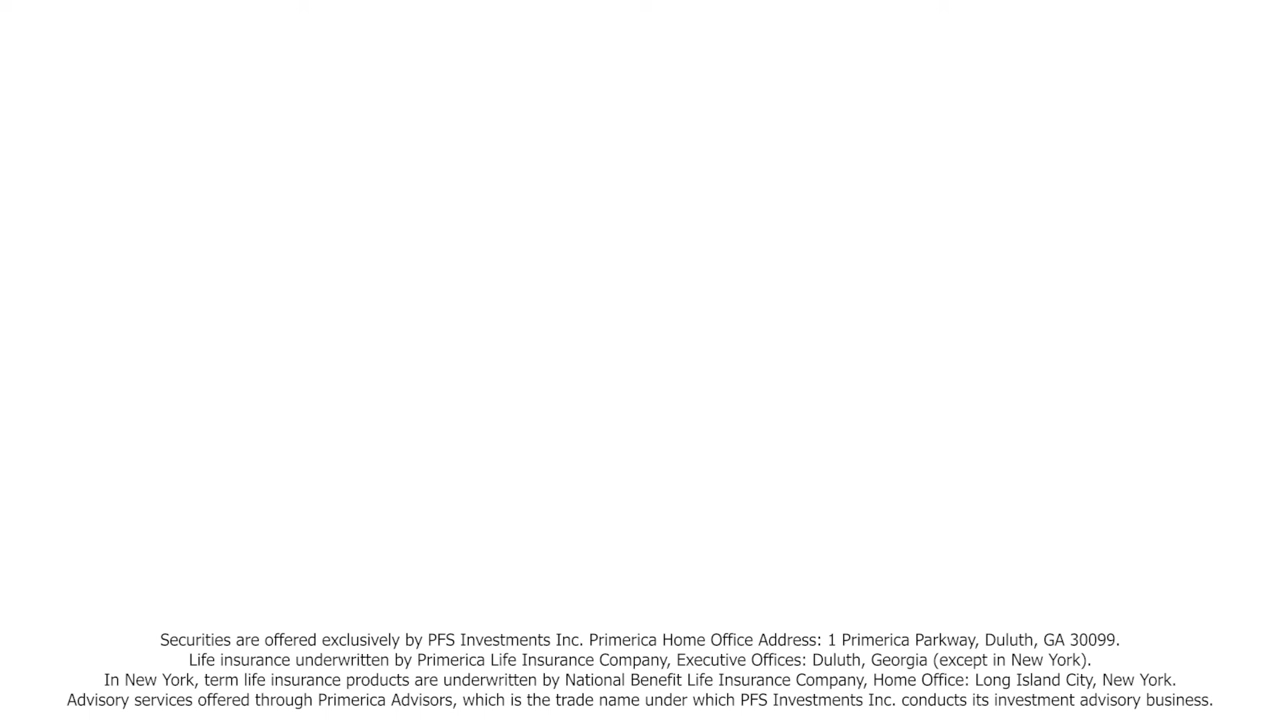 Securities are offered exclusively by PFS Investments Inc. Primerica Home Office Address: 1 Primerica Parkway, Duluth, GA 30099.
Life insurance underwritten by Primerica Life Insurance Company, Executive Offices: Duluth, Georgia (except in New York).
In New York, term life insurance products are underwritten by National Benefit Life Insurance Company, Home Office: Long Island City, New York.
Advisory services offered through Primerica Advisors, which is the trade name under which PFS Investments Inc. conducts its investment advisory business.